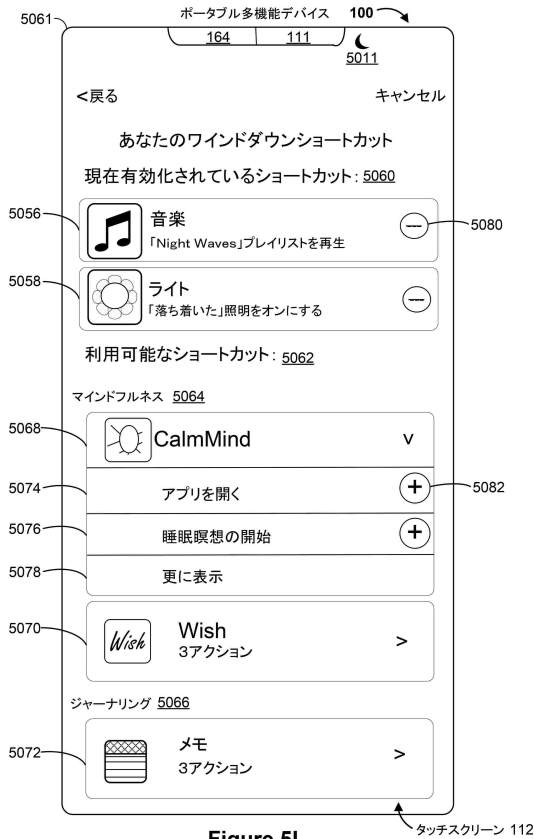 ポータブル多機能デバイス 100
5061
164 111
5011
<戻る キャンセル
あなたのワインドダウンショートカット
現在有効化されているショートカット: 5060
5056 音楽 5080
「Night Waves」プレイリストを再生
5058 ライト
「落ち着いた」照明をオンにする
利用可能なショートカット: 5062
マインドフルネス 5064
5068 CalmMind v
5074 アプリを開く + 5082
5076 睡眠瞑想の開始 +
5078 更に表示
5070 Wish Wish >
3アクション
ジャーナリング 5066
5072 メモ >
3アクション
タッチスクリーン 112